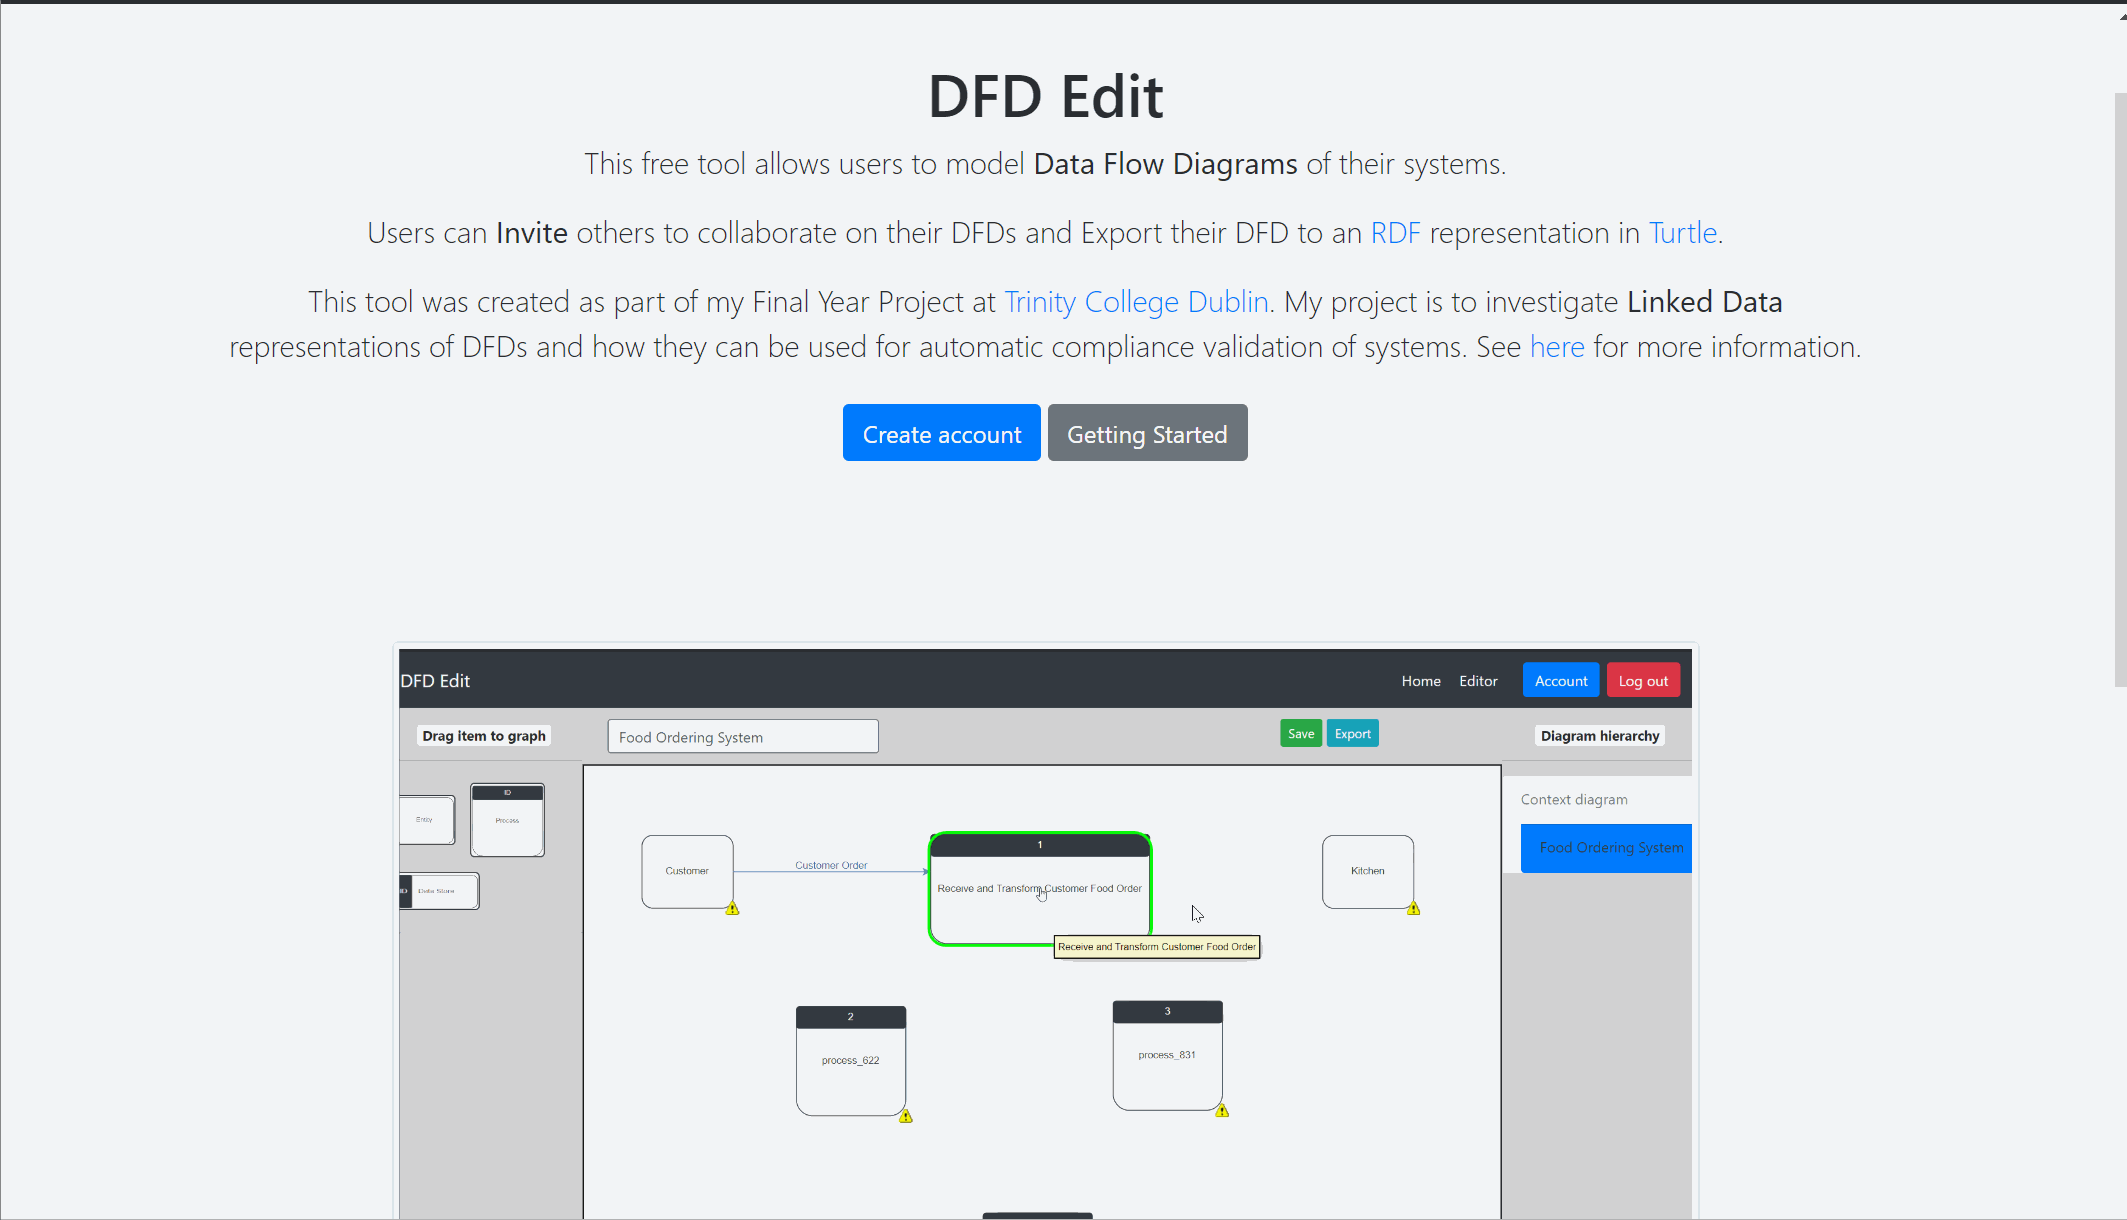 DFD Edit
This free tool allows users to model Data Flow Diagrams of their systems.
Users can Invite others to collaborate on their DFDs and Export their DFD to an RDF representation in Turtle.
This tool was created as part of my Final Year Project at Trinity College Dublin. My project is to investigate Linked Data
representations of DFDs and how they can be used for automatic compliance validation of systems. See here for more information.
Create account Getting Started
DFD Edit Home Editor Account Log out
Drag item to graph Food Ordering System Save Export Diagram hierarchy
ID
Entity Process
ID Data Store
Context diagram
Food Ordering System
Customer Customer Order
1
Receive and Transform Customer Food Order
Kitchen
Receive and Transform Customer Food Order
2
process_622
3
process_831